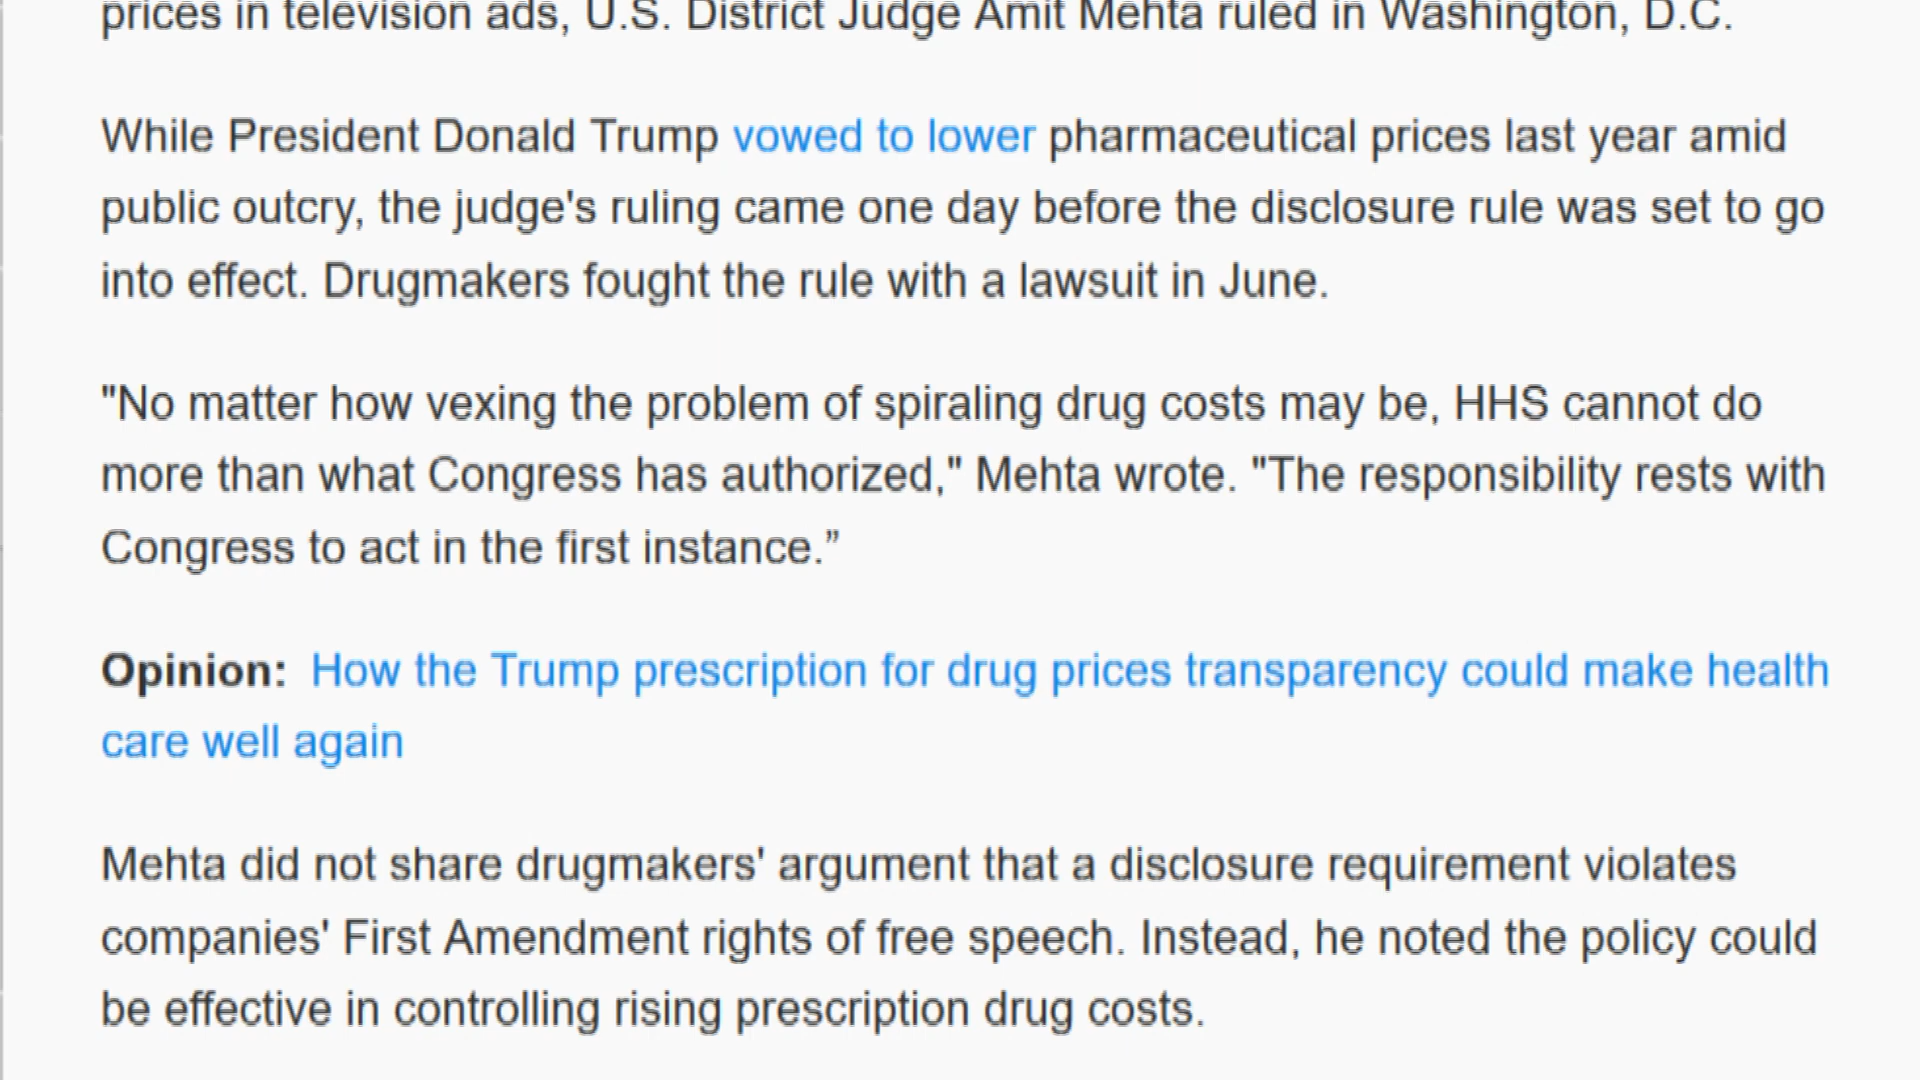 prices in television ads, U.S. District Judge Amit Mehta ruled in Washington, D.C.
While President Donald Trump vowed to lower pharmaceutical prices last year amid
public outcry, the judge's ruling came one day before the disclosure rule was set to go
into effect. Drugmakers fought the rule with a lawsuit in June.
"No matter how vexing the problem of spiraling drug costs may be, HHS cannot do
more than what Congress has authorized," Mehta wrote. "The responsibility rests with
Congress to act in the first instance.”
Opinion: How the Trump prescription for drug prices transparency could make health
care well again
Mehta did not share drugmakers' argument that a disclosure requirement violates
companies' First Amendment rights of free speech. Instead, he noted the policy could
be effective in controlling rising prescription drug costs.